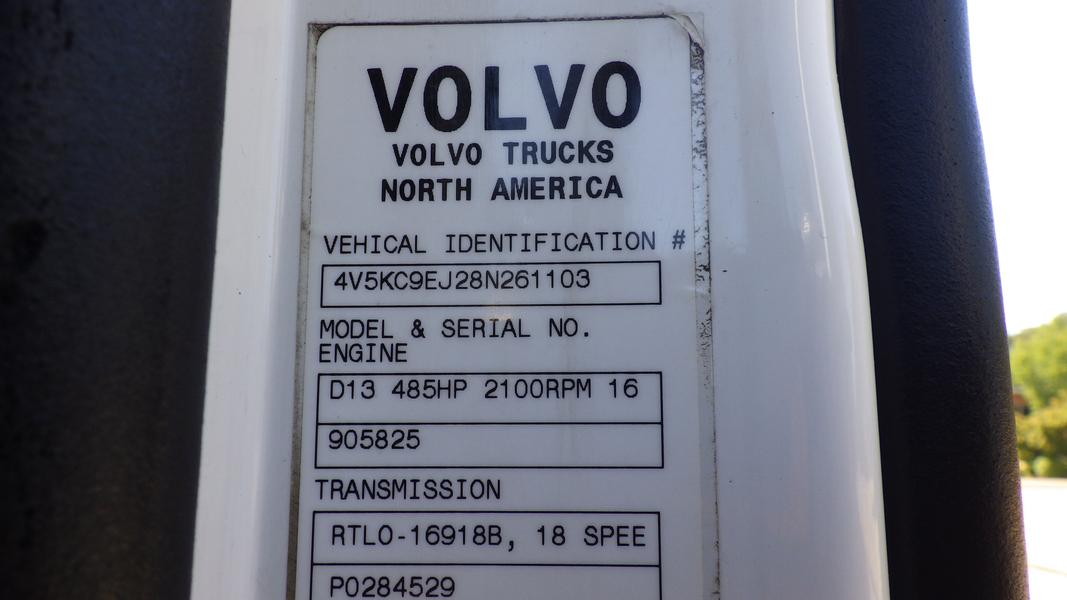 VOLVO
VOLVO TRUCKS
NORTH AMERICA
VEHICAL IDENTIFICATION #
4V5KC9EJ28N261103
MODEL & SERIAL NO.
ENGINE
D13 485HP 2100RPM 16
905825
TRANSMISSION
RTLO-16918B, 18 SPEE
P0284529